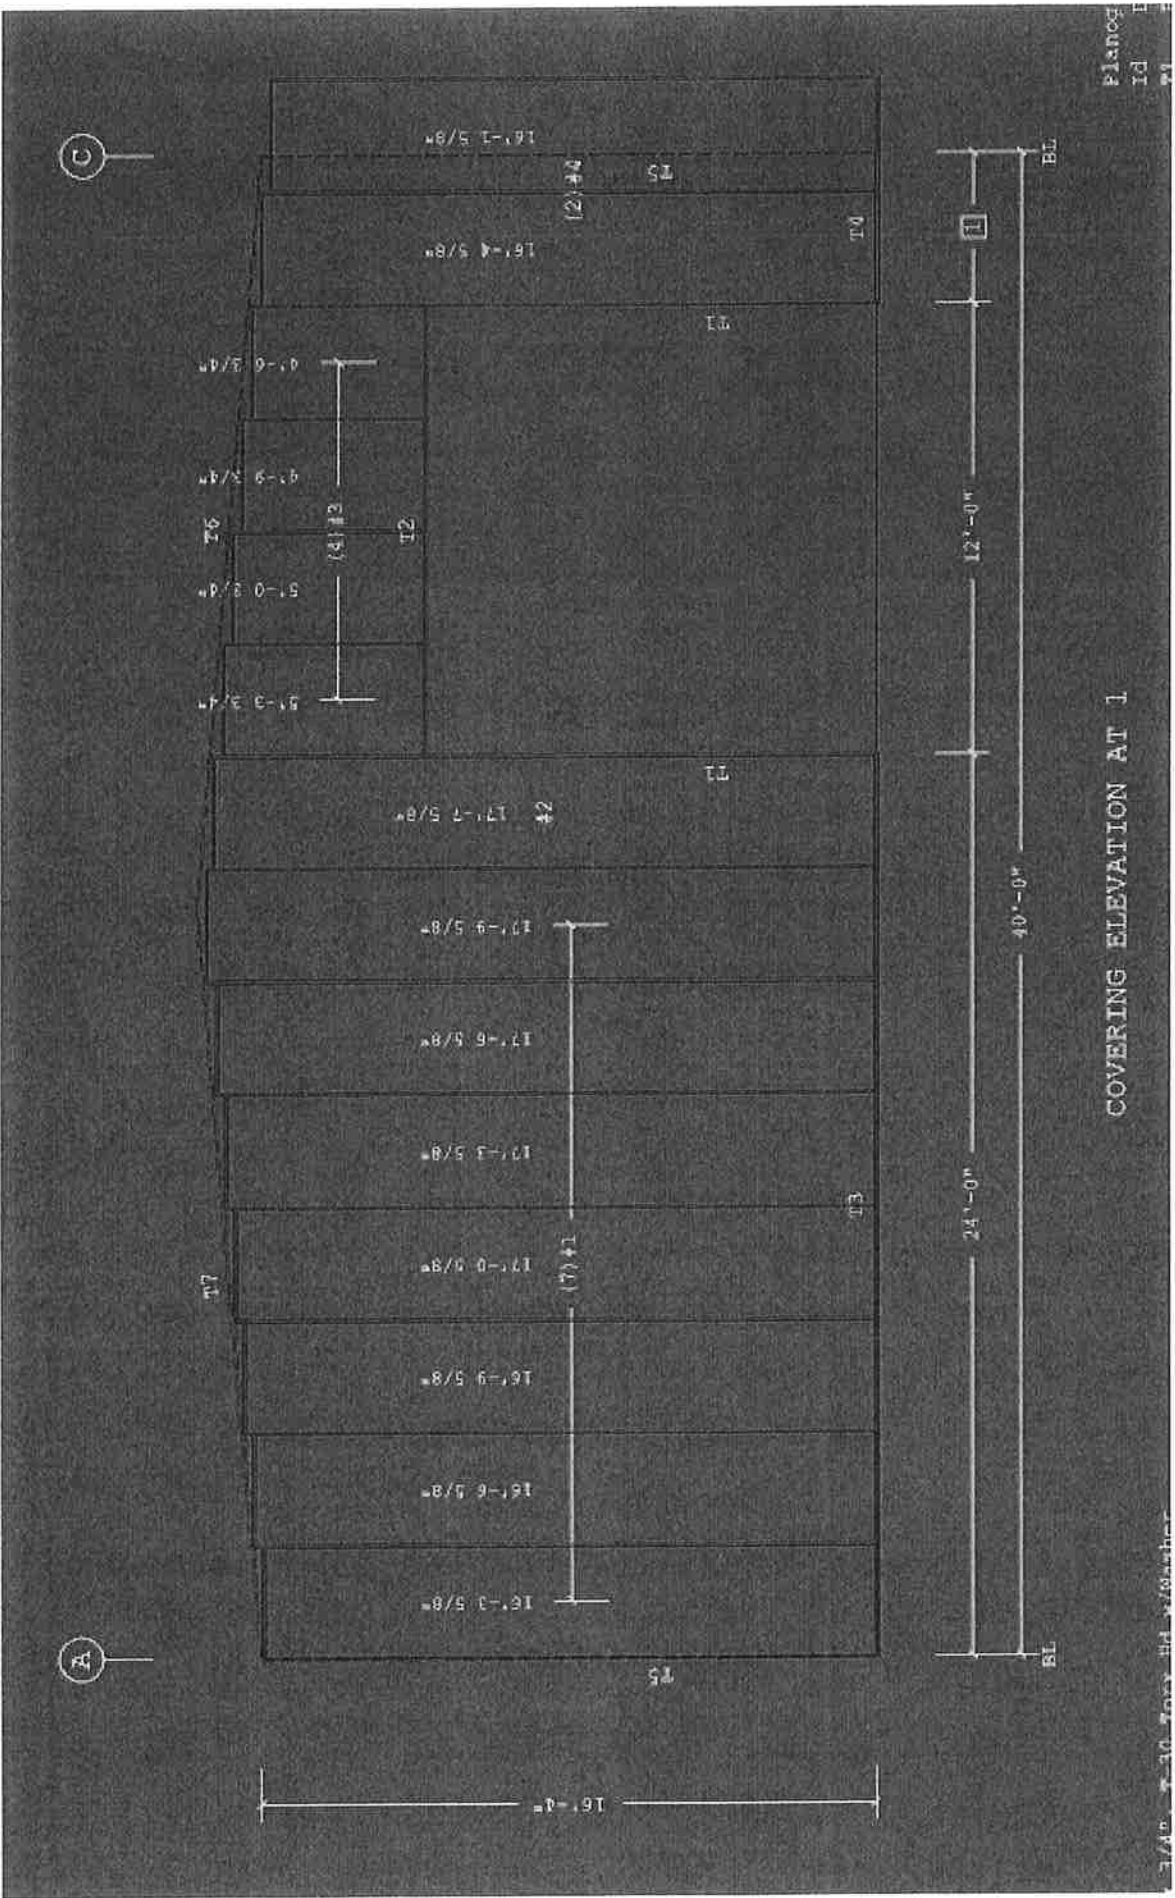 A
C
T7
T6
16'-3 5/8"
16'-6 5/8"
16'-9 5/8"
17'-0 5/8"
17'-3 5/8"
17'-6 5/8"
17'-9 5/8"
17'-7 5/8"
5'-3 3/4"
5'-0 3/4"
4'-9 3/4"
4'-6 3/4"
16'-4 5/8"
16'-1 5/8"
(4)#3
T2
16'-4"
(7)#1
#2
(2)#4
T5
T1
T1
T5
T3
T4
24'-0"
12'-0"
1
40'-0"
BL
BL
COVERING ELEVATION AT 1
Id